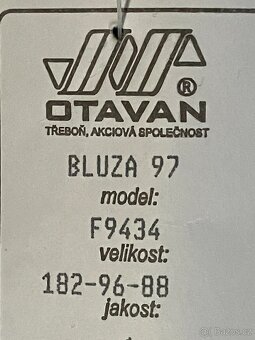 ®
OTAVAN
TŘEBOŇ, AKCIOVÁ SPOLEČNOST
BLUZA 97
model:
F9434
velikost:
182-96-88
jakost: